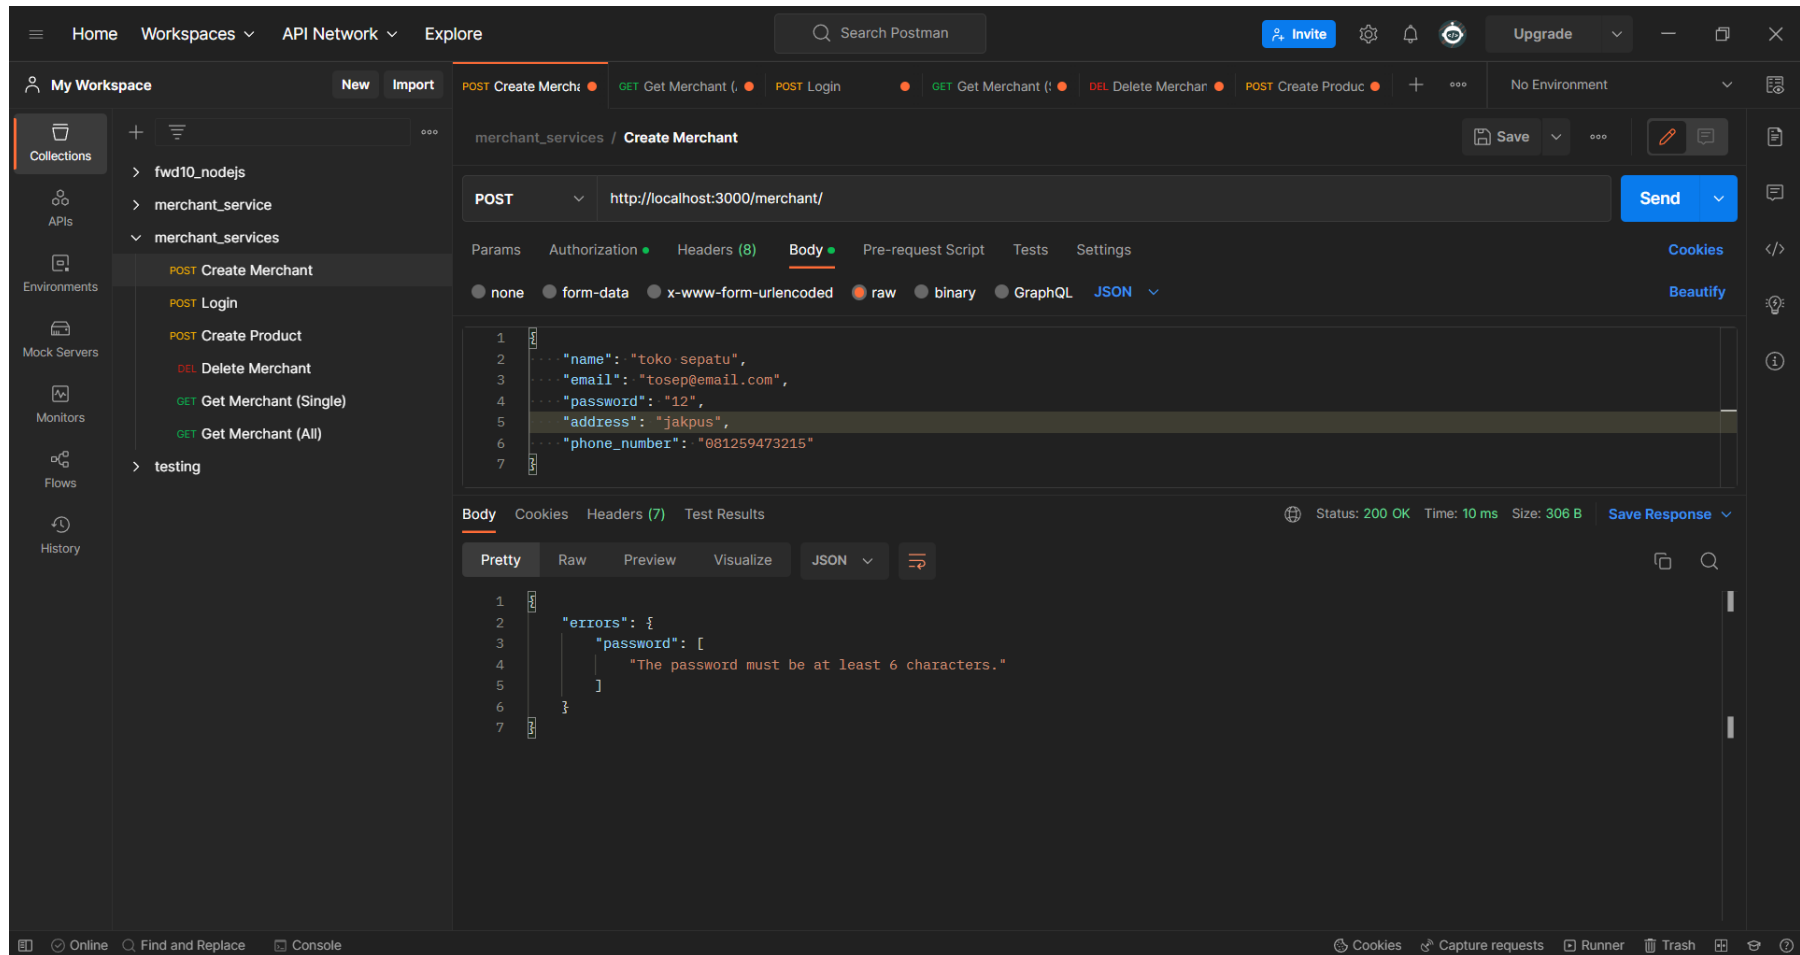 Home Workspaces API Network Explore Search Postman Invite Upgrade
My Workspace New Import
POST Create Mercha GET Get Merchant ( POST Login GET Get Merchant ( DEL Delete Merchan POST Create Produc No Environment
Collections
APIs
Environments
Mock Servers
Monitors
Flows
History
fwd10_nodejs
merchant_service
merchant_services
POST Create Merchant
POST Login
POST Create Product
DEL Delete Merchant
GET Get Merchant (Single)
GET Get Merchant (All)
testing
merchant_services / Create Merchant Save
POST http://localhost:3000/merchant/ Send
Params Authorization Headers (8) Body Pre-request Script Tests Settings Cookies
none form-data x-www-form-urlencoded raw binary GraphQL JSON Beautify
1 {
2 "name": "toko sepatu",
3 "email": "tosep@email.com",
4 "password": "12",
5 "address": "jakpus",
6 "phone_number": "081259473215"
7 }
Body Cookies Headers (7) Test Results Status: 200 OK Time: 10 ms Size: 306 B Save Response
Pretty Raw Preview Visualize JSON
1 {
2 "errors": {
3 "password": [
4 "The password must be at least 6 characters."
5 ]
6 }
7 }
Online Find and Replace Console Cookies Capture requests Runner Trash